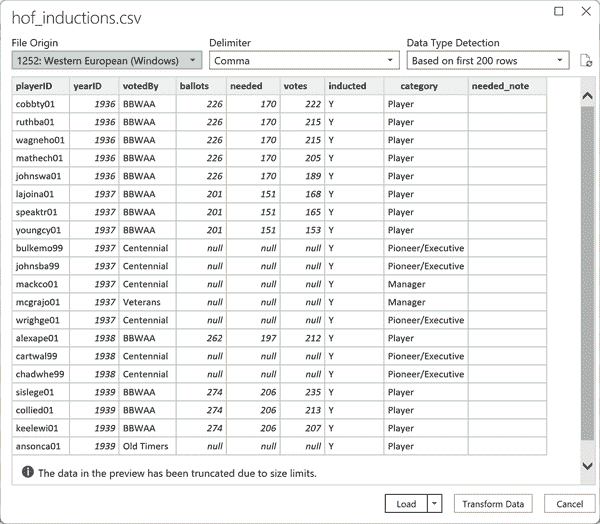 hof_inductions.csv
File Origin Delimiter Data Type Detection
1252: Western European (Windows) Comma Based on first 200 rows
playerID yearID votedBy ballots needed votes inducted category needed_note
cobbty01 1936 BBWAA 226 170 222 Y Player
ruthba01 1936 BBWAA 226 170 215 Y Player
wagneho01 1936 BBWAA 226 170 215 Y Player
mathech01 1936 BBWAA 226 170 205 Y Player
johnswa01 1936 BBWAA 226 170 189 Y Player
lajoina01 1937 BBWAA 201 151 168 Y Player
speaktr01 1937 BBWAA 201 151 165 Y Player
youngcy01 1937 BBWAA 201 151 153 Y Player
bulkemo99 1937 Centennial null null null Y Pioneer/Executive
johnsba99 1937 Centennial null null null Y Pioneer/Executive
mackco01 1937 Centennial null null null Y Manager
mcgrajo01 1937 Veterans null null null Y Manager
wrighge01 1937 Centennial null null null Y Pioneer/Executive
alexape01 1938 BBWAA 262 197 212 Y Player
cartwal99 1938 Centennial null null null Y Pioneer/Executive
chadwhe99 1938 Centennial null null null Y Pioneer/Executive
sislege01 1939 BBWAA 274 206 235 Y Player
collied01 1939 BBWAA 274 206 213 Y Player
keelewi01 1939 BBWAA 274 206 207 Y Player
ansonca01 1939 Old Timers null null null Y Player
The data in the preview has been truncated due to size limits.
Load Transform Data Cancel